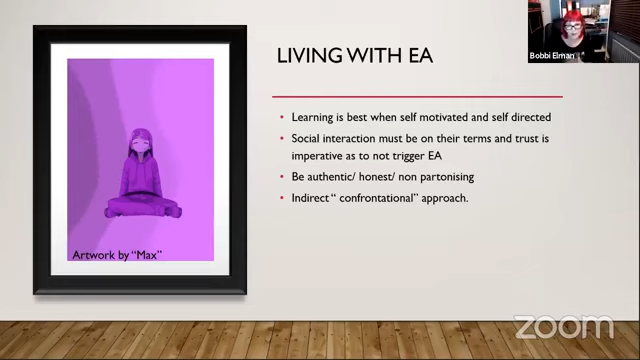 Bobbi Elman
LIVING WITH EA
• Learning is best when self motivated and self directed
• Social interaction must be on their terms and trust is
imperative as to not trigger EA
• Be authentic/ honest/ non partonising
• Indirect “ confrontational” approach.
Artwork by “Max”
zoom